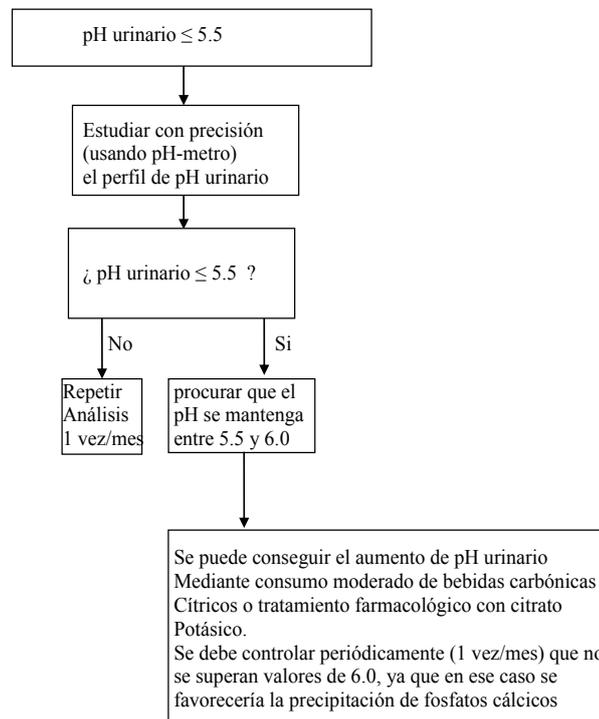 pH urinario ≤ 5.5
Estudiar con precisión
(usando pH-metro)
el perfil de pH urinario
¿ pH urinario ≤ 5.5 ?
No
Si
Repetir
Análisis
1 vez/mes
procurar que el
pH se mantenga
entre 5.5 y 6.0
Se puede conseguir el aumento de pH urinario
Mediante consumo moderado de bebidas carbónicas
Cítricos o tratamiento farmacológico con citrato
Potásico.
Se debe controlar periódicamente (1 vez/mes) que no
se superan valores de 6.0, ya que en ese caso se
favorecería la precipitación de fosfatos cálcicos